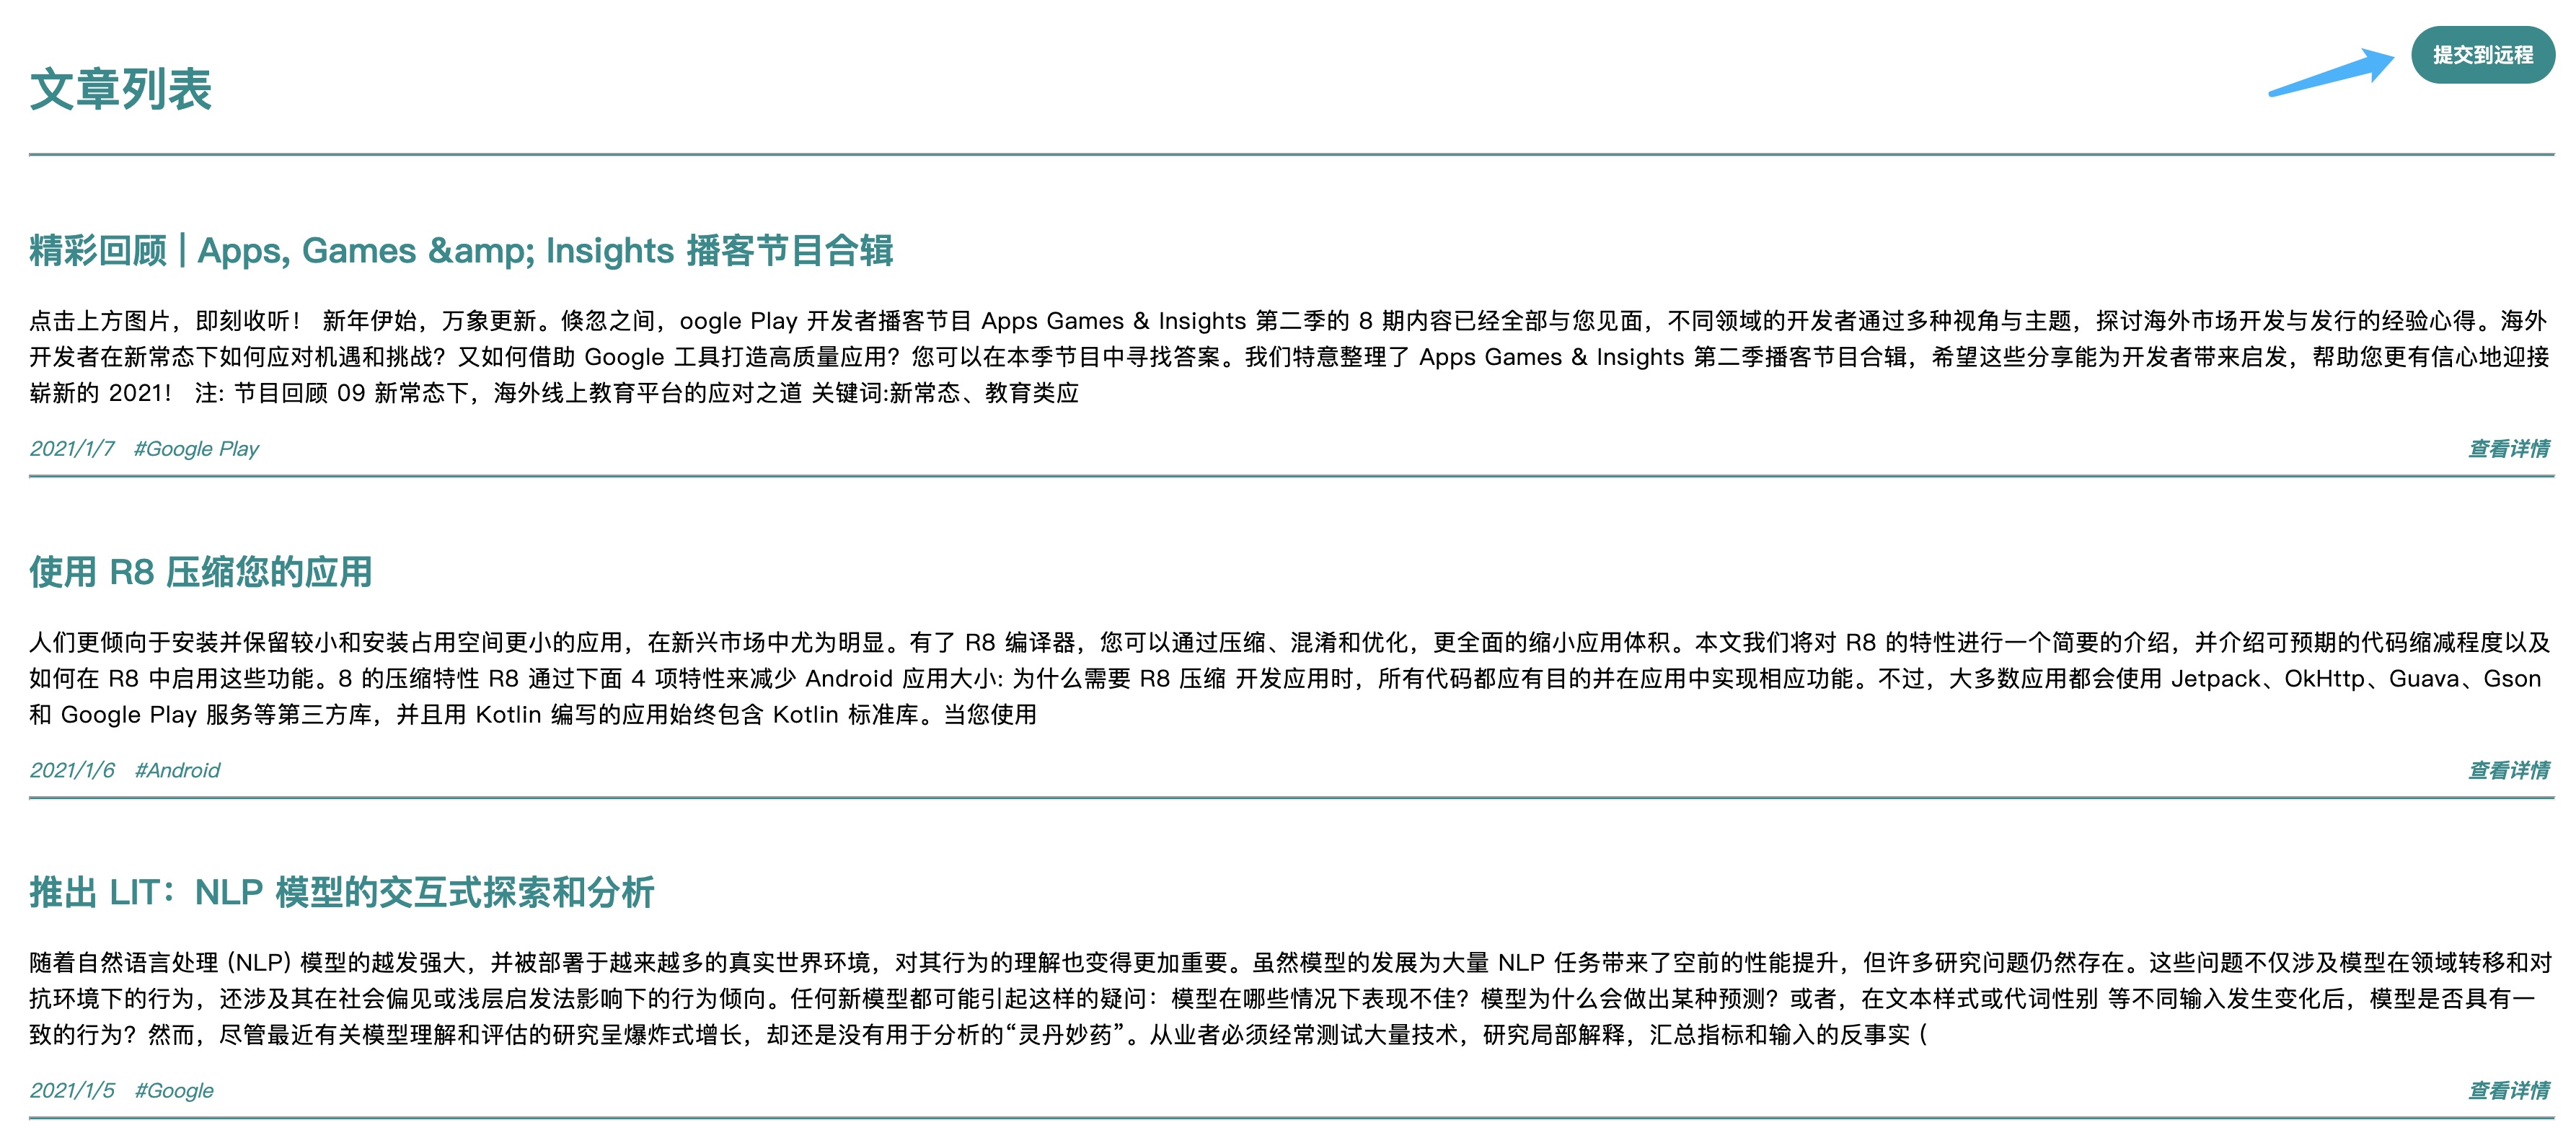 提交到远程
文章列表
精彩回顾 | Apps, Games &amp; Insights 播客节目合辑
点击上方图片，即刻收听！ 新年伊始，万象更新。倏忽之间，oogle Play 开发者播客节目 Apps Games & Insights 第二季的 8 期内容已经全部与您见面，不同领域的开发者通过多种视角与主题，探讨海外市场开发与发行的经验心得。海外
开发者在新常态下如何应对机遇和挑战？又如何借助 Google 工具打造高质量应用？您可以在本季节目中寻找答案。我们特意整理了 Apps Games & Insights 第二季播客节目合辑，希望这些分享能为开发者带来启发，帮助您更有信心地迎接
崭新的 2021！ 注: 节目回顾 09 新常态下，海外线上教育平台的应对之道 关键词:新常态、教育类应
2021/1/7 #Google Play 查看详情
使用 R8 压缩您的应用
人们更倾向于安装并保留较小和安装占用空间更小的应用，在新兴市场中尤为明显。有了 R8 编译器，您可以通过压缩、混淆和优化，更全面的缩小应用体积。本文我们将对 R8 的特性进行一个简要的介绍，并介绍可预期的代码缩减程度以及
如何在 R8 中启用这些功能。8 的压缩特性 R8 通过下面 4 项特性来减少 Android 应用大小: 为什么需要 R8 压缩 开发应用时，所有代码都应有目的并在应用中实现相应功能。不过，大多数应用都会使用 Jetpack、OkHttp、Guava、Gson
和 Google Play 服务等第三方库，并且用 Kotlin 编写的应用始终包含 Kotlin 标准库。当您使用
2021/1/6 #Android 查看详情
推出 LIT：NLP 模型的交互式探索和分析
随着自然语言处理 (NLP) 模型的越发强大，并被部署于越来越多的真实世界环境，对其行为的理解也变得更加重要。虽然模型的发展为大量 NLP 任务带来了空前的性能提升，但许多研究问题仍然存在。这些问题不仅涉及模型在领域转移和对
抗环境下的行为，还涉及其在社会偏见或浅层启发法影响下的行为倾向。任何新模型都可能引起这样的疑问：模型在哪些情况下表现不佳？模型为什么会做出某种预测？或者，在文本样式或代词性别 等不同输入发生变化后，模型是否具有一
致的行为？然而，尽管最近有关模型理解和评估的研究呈爆炸式增长，却还是没有用于分析的“灵丹妙药”。从业者必须经常测试大量技术，研究局部解释，汇总指标和输入的反事实 (
2021/1/5 #Google 查看详情